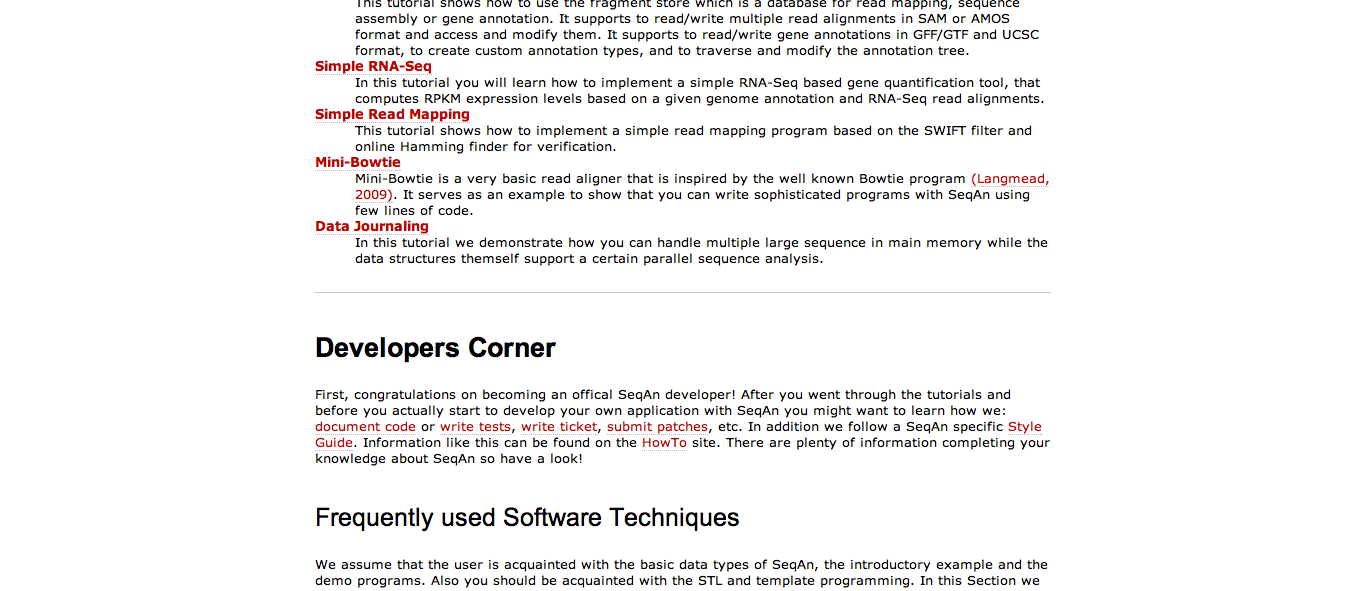 This tutorial shows how to use the fragment store which is a database for read mapping, sequence
assembly or gene annotation. It supports to read/write multiple read alignments in SAM or AMOS
format and access and modify them. It supports to read/write gene annotations in GFF/GTF and UCSC
format, to create custom annotation types, and to traverse and modify the annotation tree.
Simple RNA-Seq
In this tutorial you will learn how to implement a simple RNA-Seq based gene quantification tool, that
computes RPKM expression levels based on a given genome annotation and RNA-Seq read alignments.
Simple Read Mapping
This tutorial shows how to implement a simple read mapping program based on the SWIFT filter and
online Hamming finder for verification.
Mini-Bowtie
Mini-Bowtie is a very basic read aligner that is inspired by the well known Bowtie program (Langmead,
2009). It serves as an example to show that you can write sophisticated programs with SeqAn using
few lines of code.
Data Journaling
In this tutorial we demonstrate how you can handle multiple large sequence in main memory while the
data structures themself support a certain parallel sequence analysis.
Developers Corner
First, congratulations on becoming an offical SeqAn developer! After you went through the tutorials and
before you actually start to develop your own application with SeqAn you might want to learn how we:
document code or write tests, write ticket, submit patches, etc. In addition we follow a SeqAn specific Style
Guide. Information like this can be found on the HowTo site. There are plenty of information completing your
knowledge about SeqAn so have a look!
Frequently used Software Techniques
We assume that the user is acquainted with the basic data types of SeqAn, the introductory example and the
demo programs. Also you should be acquainted with the STL and template programming. In this Section we